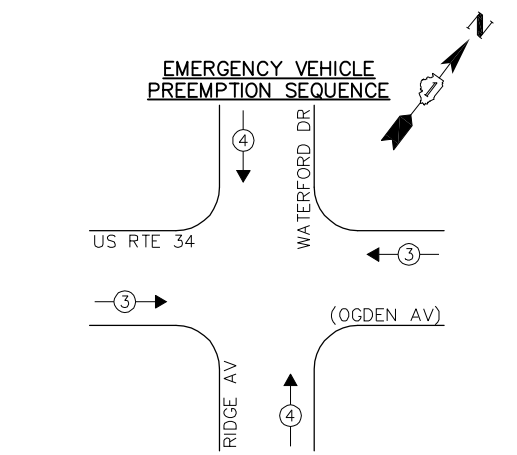 EMERGENCY VEHICLE
PREEMPTION SEQUENCE
N
4
WATERFORD DR
US RTE 34
3
3
(OGDEN AV)
RIDGE AV
4